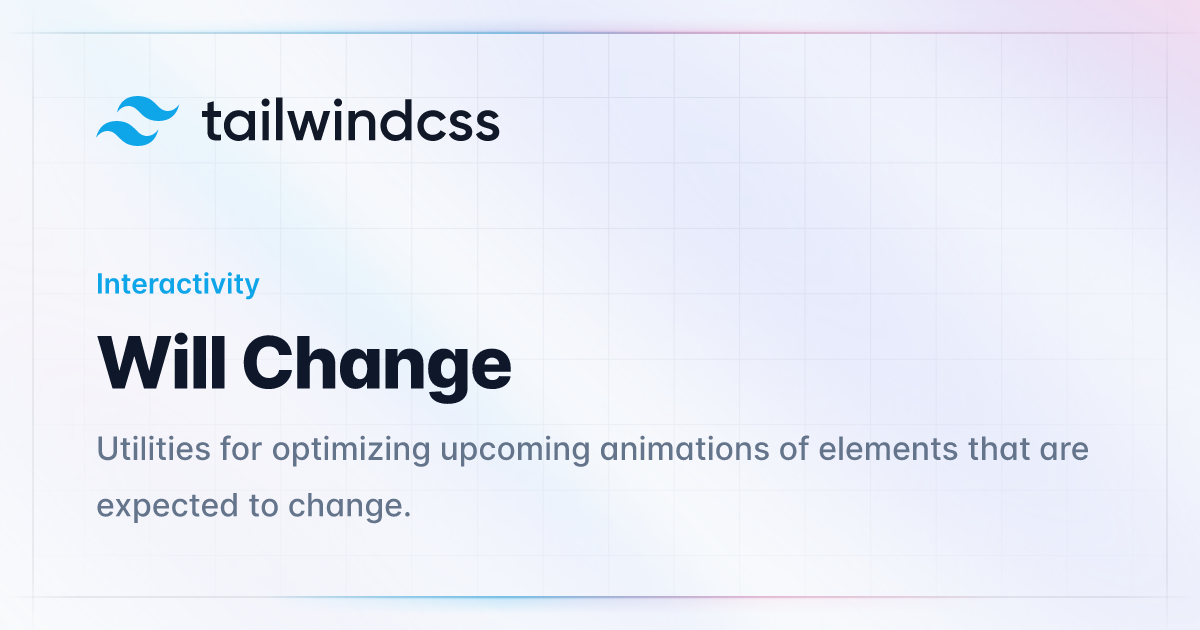 tailwindcss
Interactivity
Will Change
Utilities for optimizing upcoming animations of elements that are
expected to change.